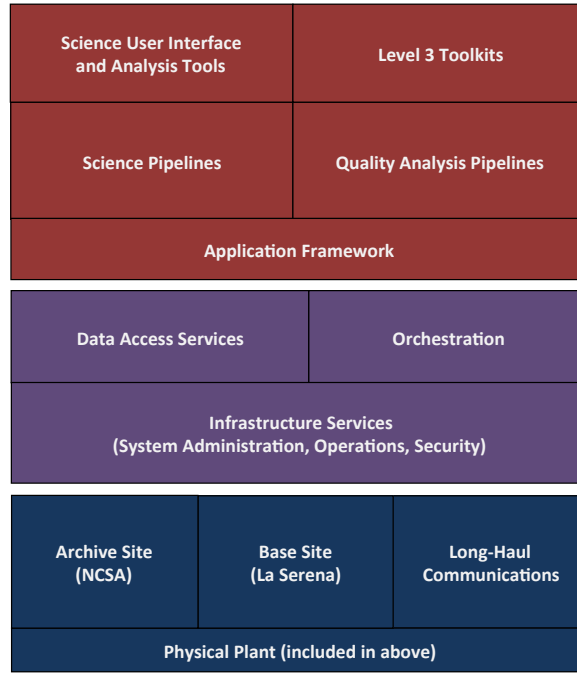 Science User Interface
and Analysis Tools
Level 3 Toolkits
Science Pipelines
Quality Analysis Pipelines
Application Framework
Data Access Services
Orchestration
Infrastructure Services
(System Administration, Operations, Security)
Archive Site
(NCSA)
Base Site
(La Serena)
Long-Haul
Communications
Physical Plant (included in above)